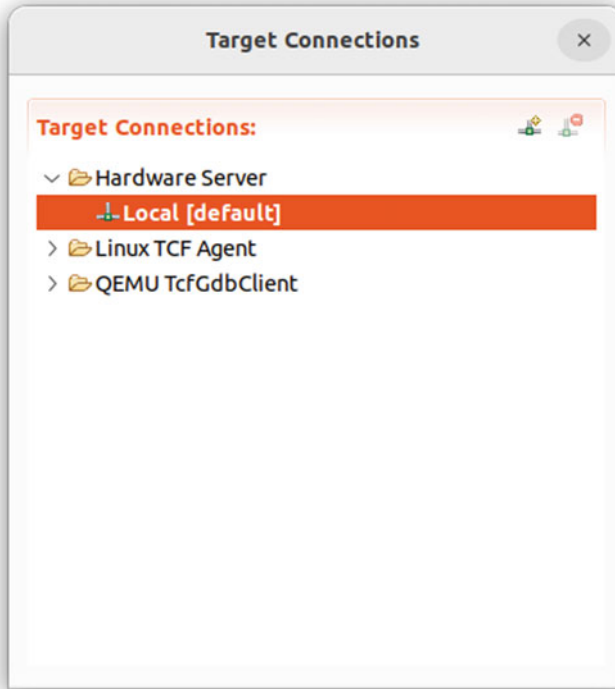 Target Connections
Target Connections:
Hardware Server
Local [default]
Linux TCF Agent
QEMU TcfGdbClient